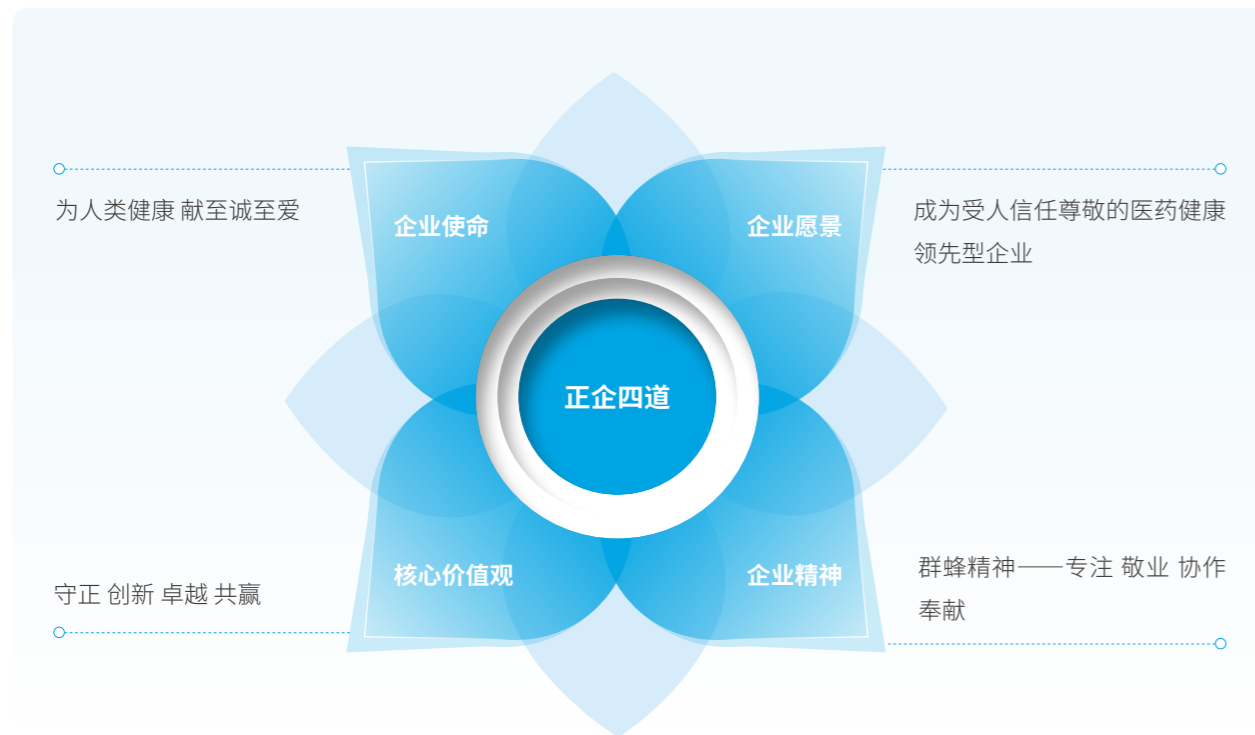 为人类健康 献至诚至爱
企业使命
企业愿景
成为受人信任尊敬的医药健康
领先型企业
正企四道
守正 创新 卓越 共赢
核心价值观
企业精神
群蜂精神——专注 敬业 协作
奉献